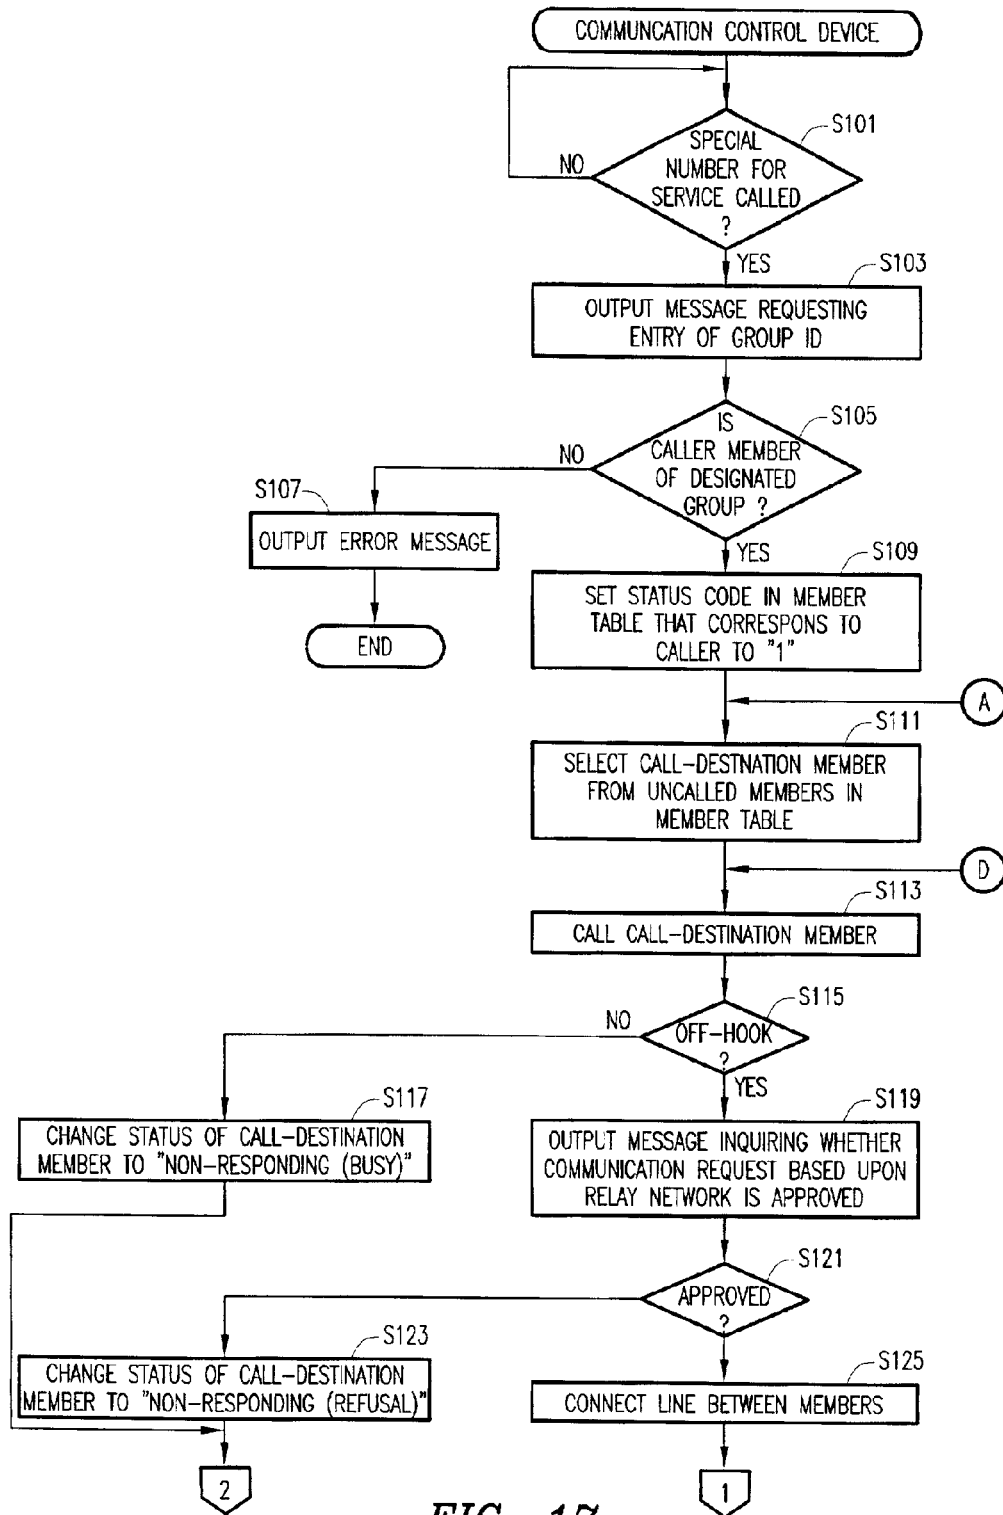 COMMUNCATION CONTROL DEVICE
S101
SPECIAL
NUMBER FOR
SERVICE CALLED
?
NO
YES
S103
OUTPUT MESSAGE REQUESTING
ENTRY OF GROUP ID
S105
IS
CALLER MEMBER
OF DESIGNATED
GROUP ?
NO
S107
OUTPUT ERROR MESSAGE
END
YES
S109
SET STATUS CODE IN MEMBER
TABLE THAT CORRESPONS TO
CALLER TO "1"
A
S111
SELECT CALL-DESTNATION MEMBER
FROM UNCALLED MEMBERS IN
MEMBER TABLE
D
S113
CALL CALL-DESTINATION MEMBER
S115
OFF-HOOK
?
NO
YES
S117
CHANGE STATUS OF CALL-DESTINATION
MEMBER TO "NON-RESPONDING (BUSY)"
S119
OUTPUT MESSAGE INQUIRING WHETHER
COMMUNICATION REQUEST BASED UPON
RELAY NETWORK IS APPROVED
S121
APPROVED
?
S123
CHANGE STATUS OF CALL-DESTINATION
MEMBER TO "NON-RESPONDING (REFUSAL)"
S125
CONNECT LINE BETWEEN MEMBERS
2
1
FIG. 17